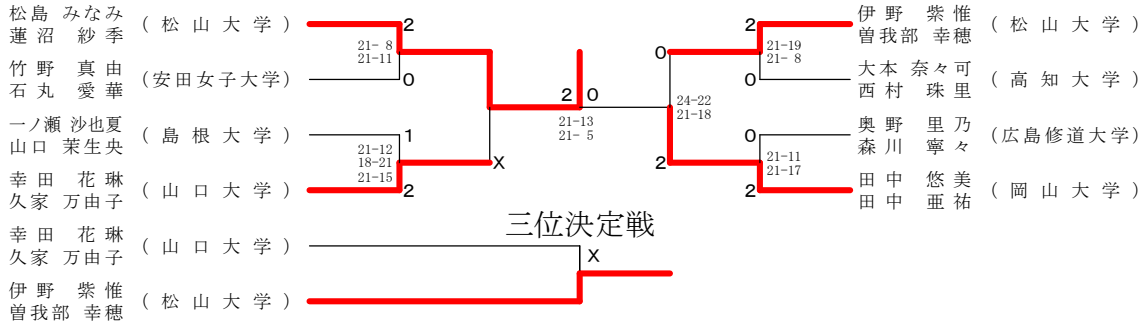 松島 みなみ
蓮沼 紗季
(松山大学)
2
21- 8
21-11
竹野 真由
石丸 愛華
(安田女子大学)
0
一ノ瀬 沙也夏
山口 茉生央
(島根大学)
1
21-12
18-21
21-15
X
幸田 花琳
久家 万由子
(山口大学)
2
2 0
21-13
21- 5
伊野 紫惟
曽我部 幸穂
(松山大学)
2
0
21-19
21- 8
大本 奈々可
西村 珠里
(高知大学)
0
24-22
21-18
奥野 里乃
森川 寧々
(広島修道大学)
0
2
21-11
21-17
田中 悠美
田中 亜祐
(岡山大学)
2
三位決定戦
幸田 花琳
久家 万由子
(山口大学)
X
伊野 紫惟
曽我部 幸穂
(松山大学)